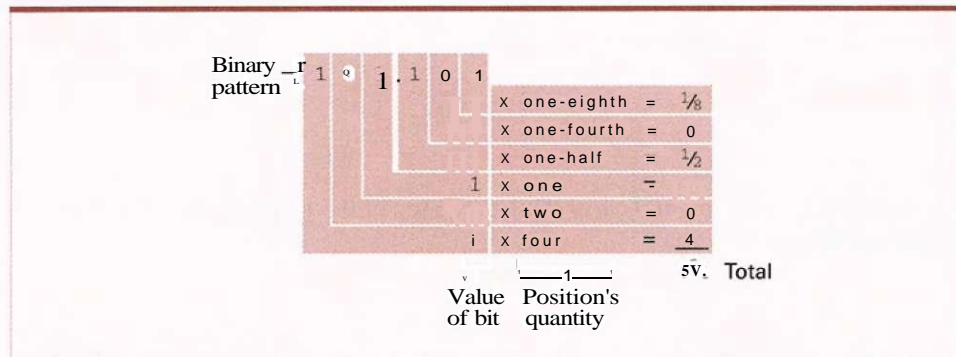 Binary
pattern
1 0 1 . 1 0 1
x one-eighth = 1/8
x one-fourth = 0
x one-half = 1/2
1 x one =
x two = 0
x four = 4
Total
Value Position's
of bit quantity